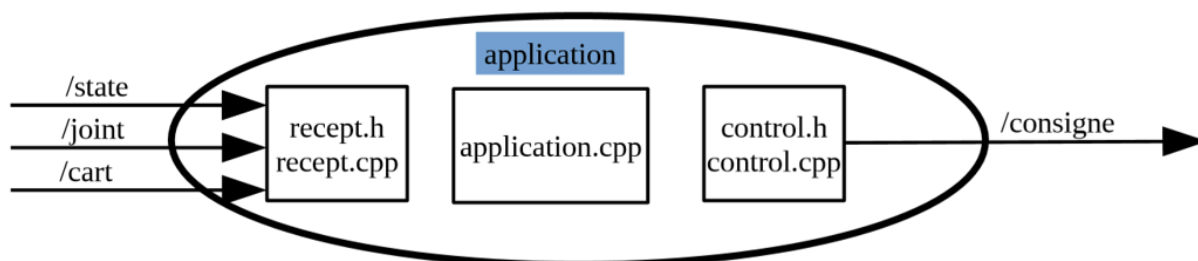 application
/state
/joint
/cart
recept.h
recept.cpp
application.cpp
control.h
control.cpp
/consigne